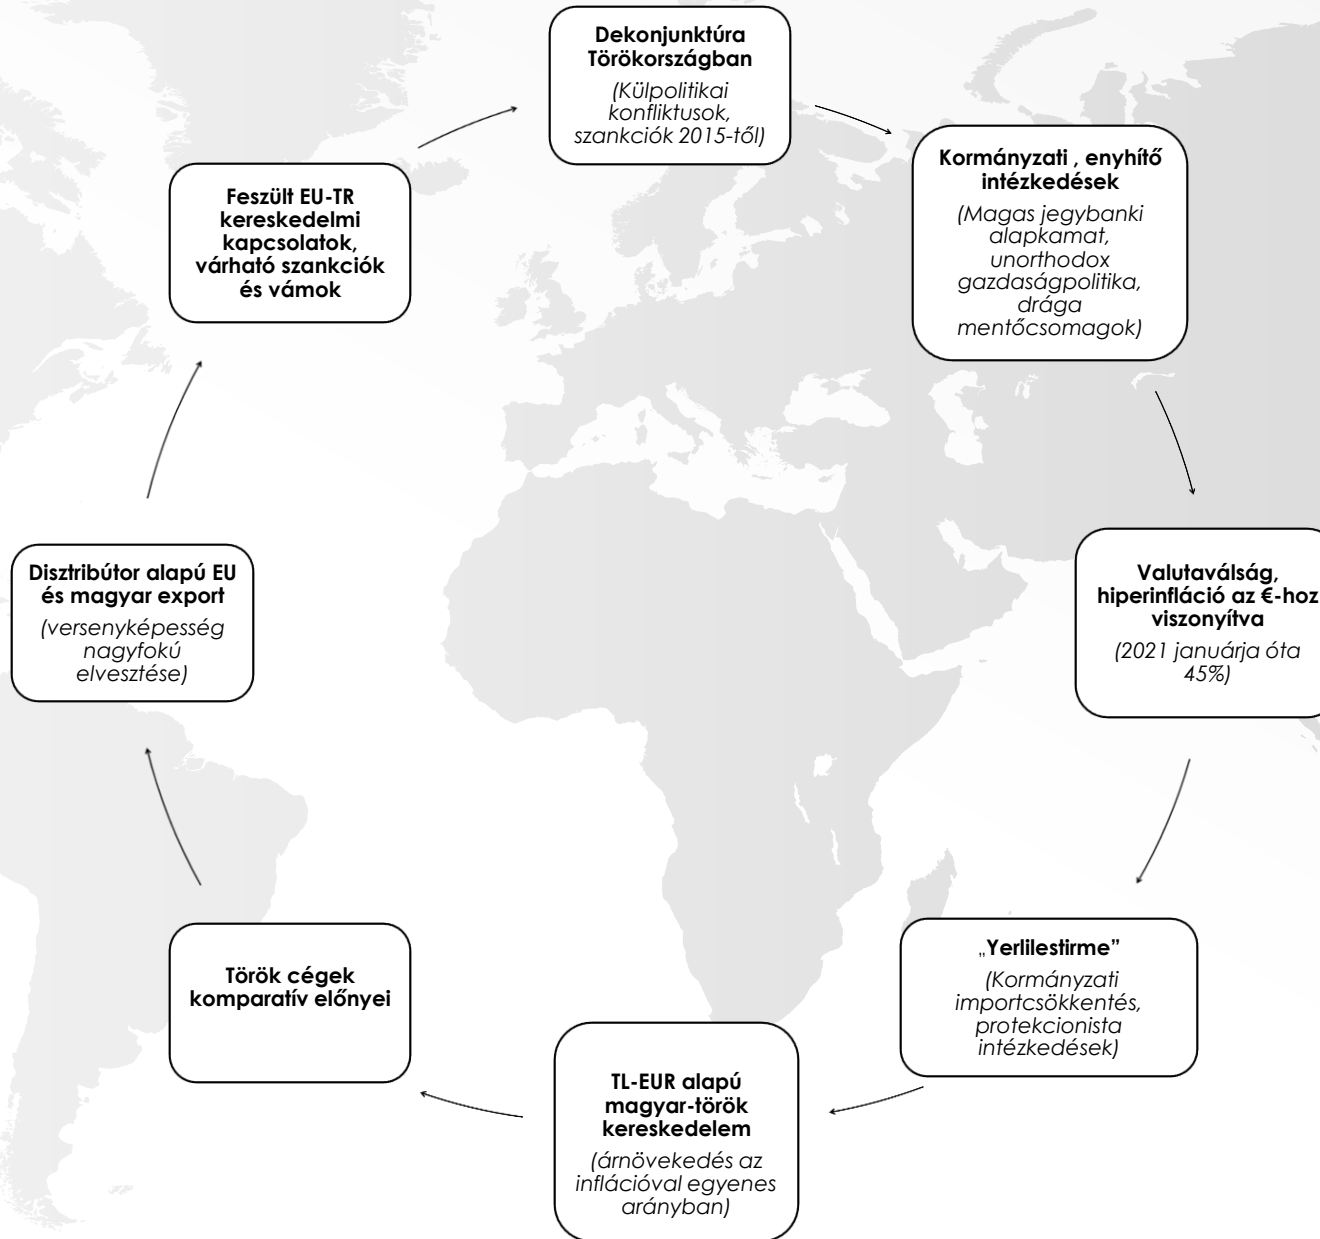 Dekonjunktúra
Törökországban
(Külpolitikai
konfliktusok,
szankciók 2015-től)
Kormányzati , enyhítő
intézkedések
(Magas jegybanki
alapkamat,
unorthodox
gazdaságpolitika,
drága
mentőcsomagok)
Valutaválság,
hiperinfláció az €-hoz
viszonyítva
(2021 januárja óta
45%)
„Yerlilestirme”
(Kormányzati
importcsökkentés,
protekcionista
intézkedések)
TL-EUR alapú
magyar-török
kereskedelem
(árnövekedés az
inflációval egyenes
arányban)
Török cégek
komparatív előnyei
Disztribútor alapú EU
és magyar export
(versenyképesség
nagyfokú
elvesztése)
Feszült EU-TR
kereskedelmi
kapcsolatok,
várható szankciók
és vámok